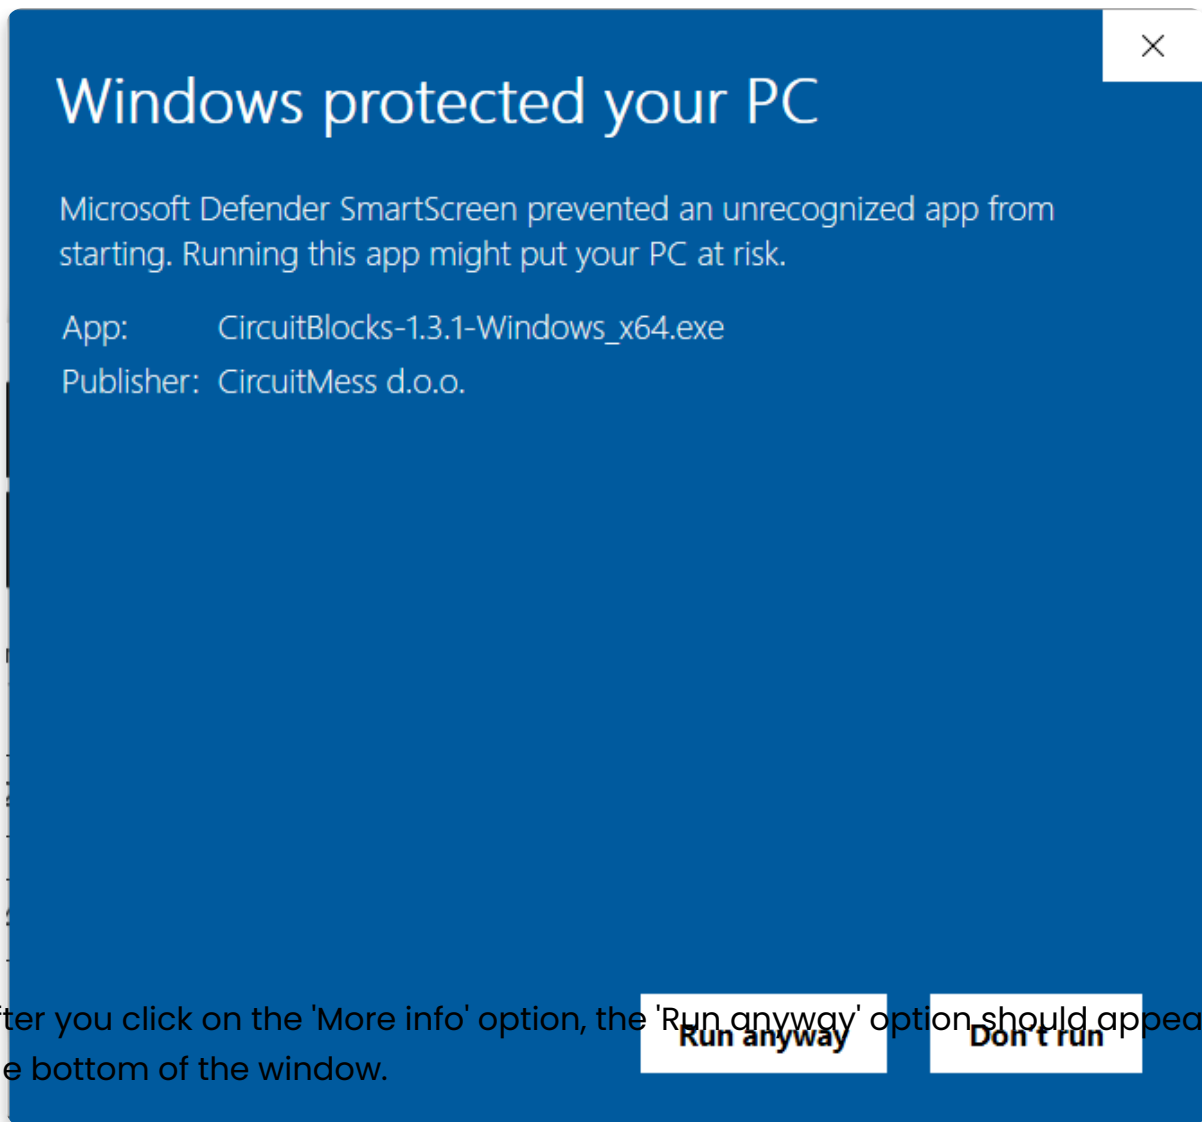 Windows protected your PC
Microsoft Defender SmartScreen prevented an unrecognized app from
starting. Running this app might put your PC at risk.
App: CircuitBlocks-1.3.1-Windows_x64.exe
Publisher: CircuitMess d.o.o.
fter you click on the 'More info' option, the 'Run anyway' option should appea
Run anyway Don't run
e bottom of the window.